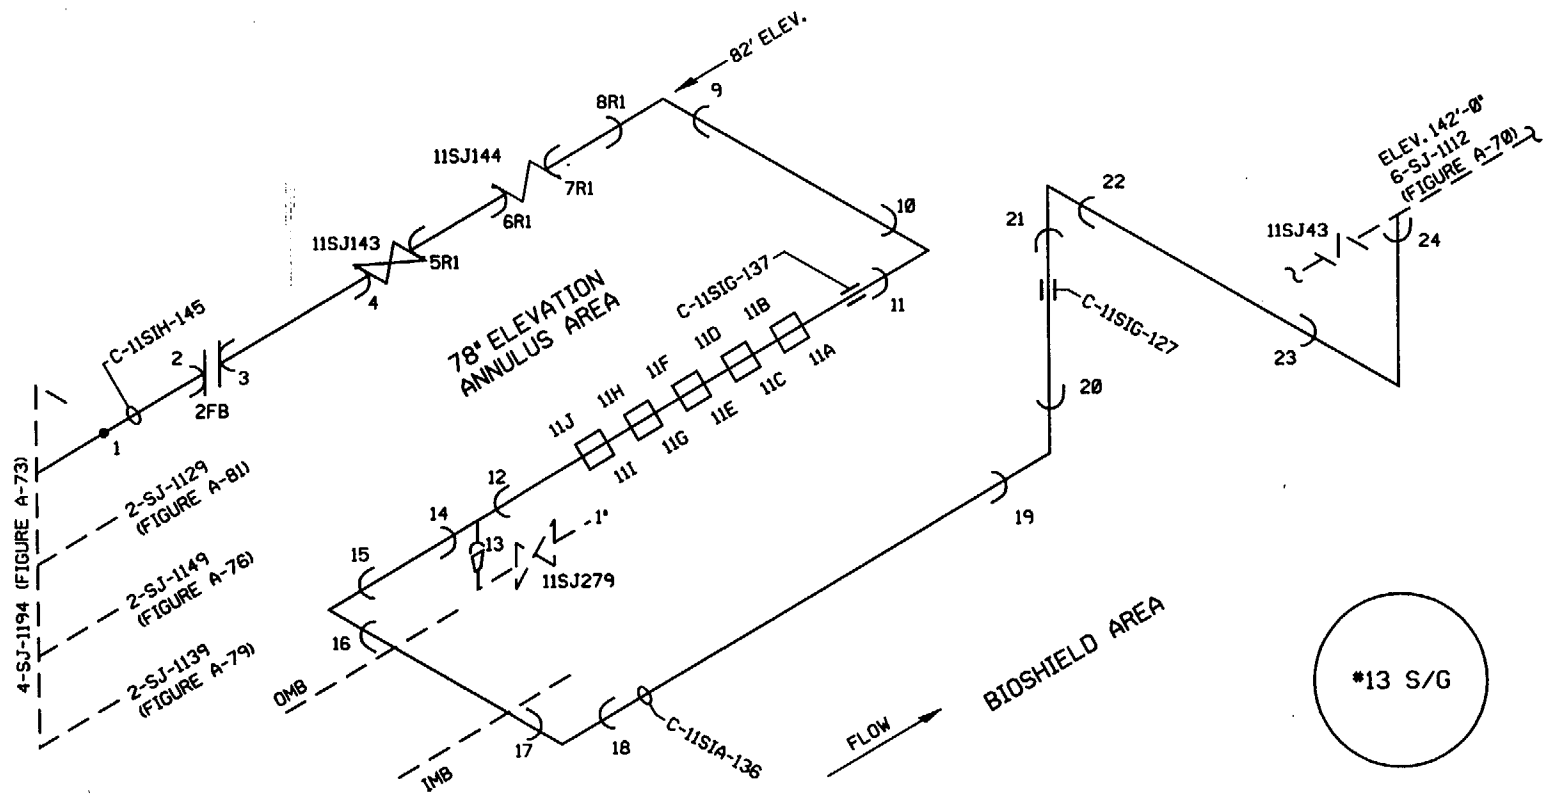 82' ELEV.
9
8R1
11SJ144
7R1
6R1
11SJ143
5R1
4
C-11SIH-145
2
3
2FB
1
78" ELEVATION
ANNULUS AREA
10
C-11SIG-137
11
11B
11A
11D
11C
11F
11E
11H
11G
11J
11I
12
14
13
1"
11SJ279
15
16
OMB
IMB
17
18
C-11SIA-136
19
20
21
C-11SIG-127
22
23
24
11SJ43
ELEV. 142'-0"
6-SJ-1112
(FIGURE A-70)
4-SJ-1194 (FIGURE A-73)
2-SJ-1129
(FIGURE A-81)
2-SJ-1149
(FIGURE A-76)
2-SJ-1139
(FIGURE A-79)
FLOW
BIOSHIELD AREA
#13 S/G